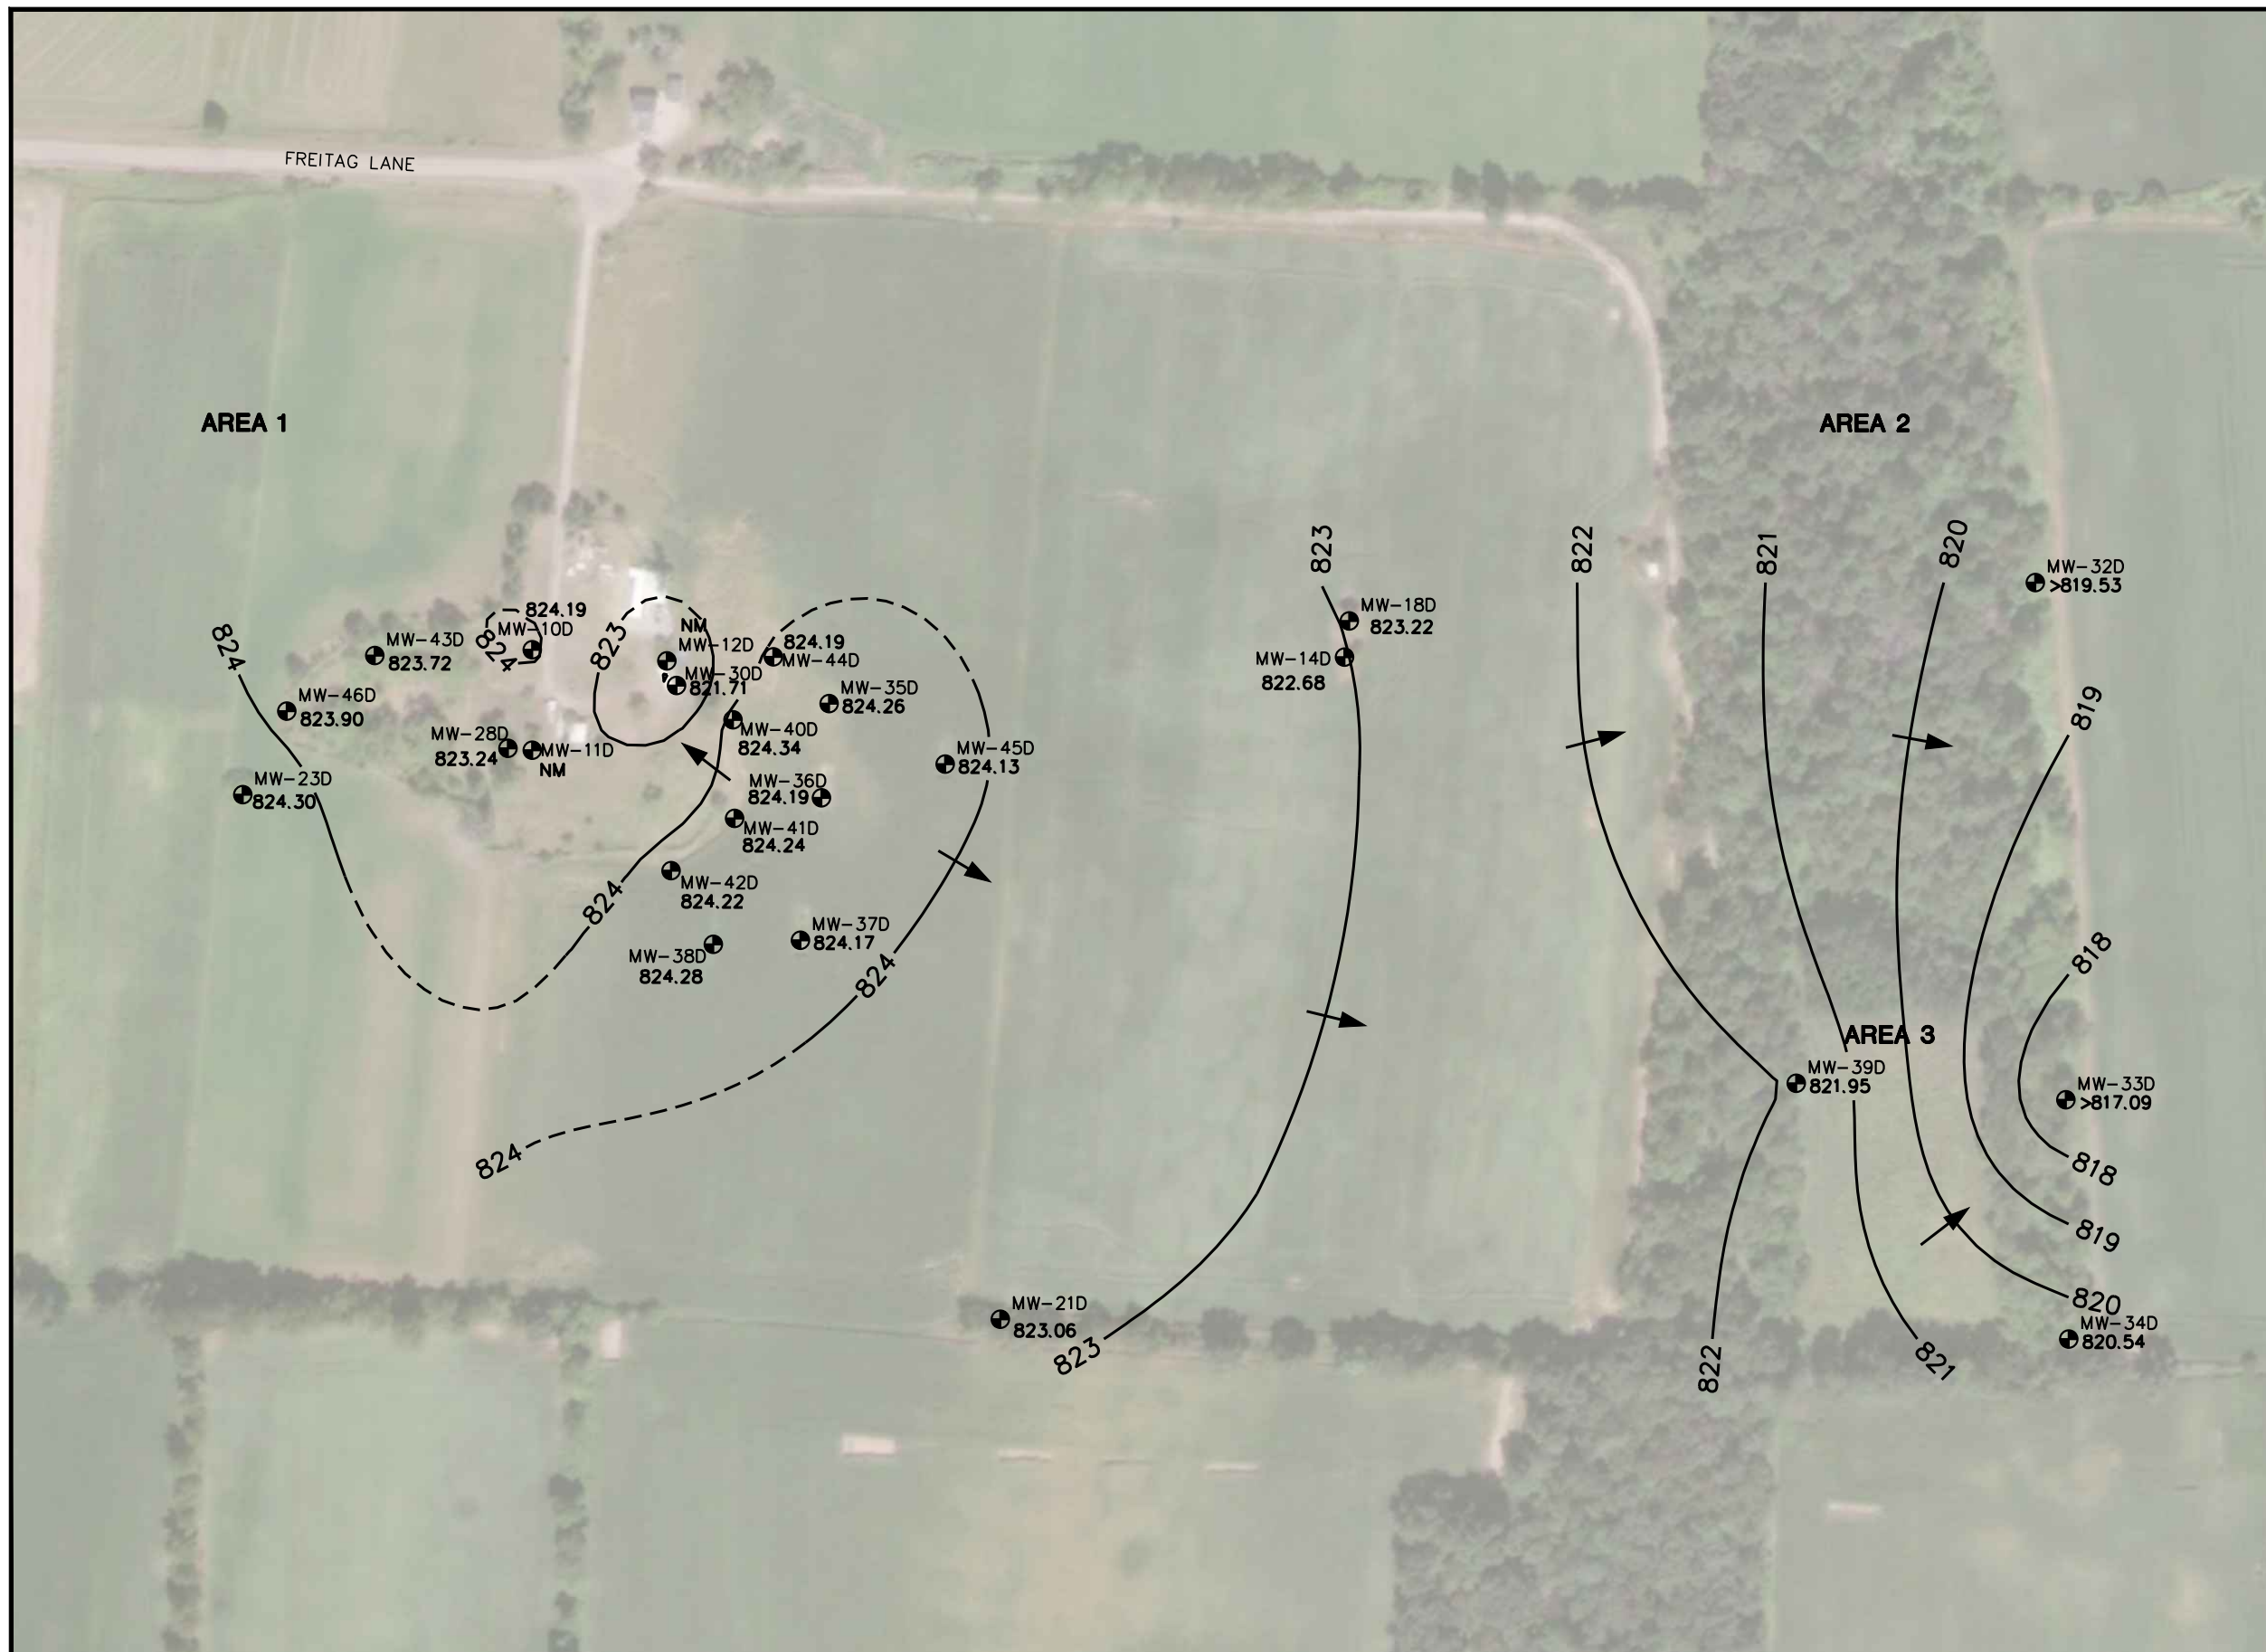 FREITAG LANE
AREA 1
AREA 2
823
822
821
820
MW-32D
>819.53
824.19
MW-10D
824
MW-18D
823.22
NM
MW-12D
823
824
MW-43D
823.72
824.19
MW-44D
MW-14D
822.68
MW-30D
821.71
MW-35D
824.26
MW-46D
823.90
819
MW-28D
823.24
MW-11D
NM
MW-40D
824.34
MW-45D
824.13
MW-23D
824.30
MW-36D
824.19
MW-41D
824.24
MW-42D
824.22
824
MW-37D
824.17
MW-38D
824.28
824
818
AREA 3
MW-39D
821.95
MW-33D
>817.09
824
818
819
MW-21D
823.06
823
820
MW-34D
820.54
822
821